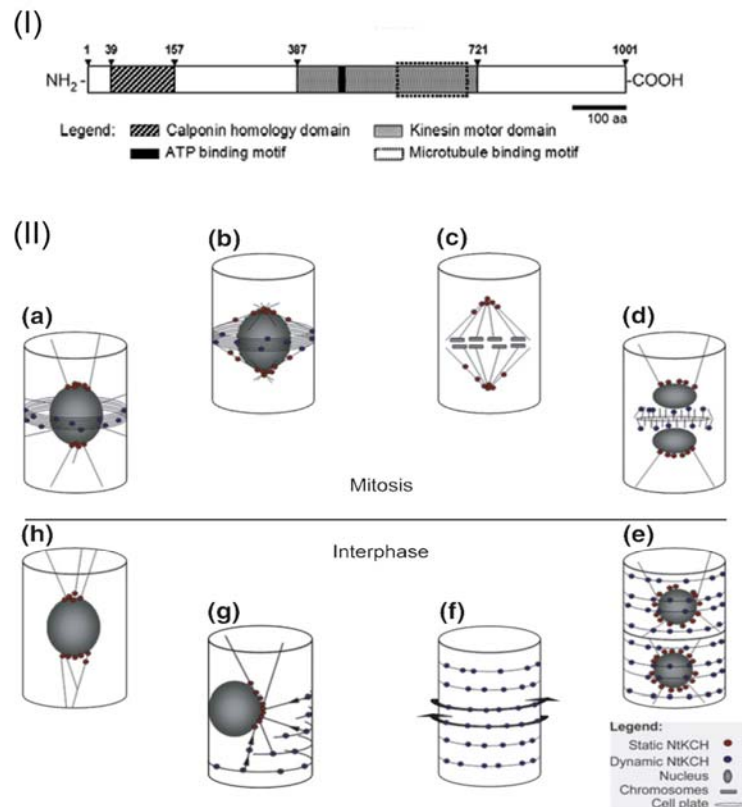 (I)
1 39 157 387 721 1001
NH2- -COOH
100 aa
Legend: Calponin homology domain Kinesin motor domain
ATP binding motif Microtubule binding motif
(II)
(b) (c)
(a) (d)
Mitosis
(h) Interphase (e)
(g) (f)
Legend:
Static NtKCH
Dynamic NtKCH
Nucleus
Chromosomes
Cell plate